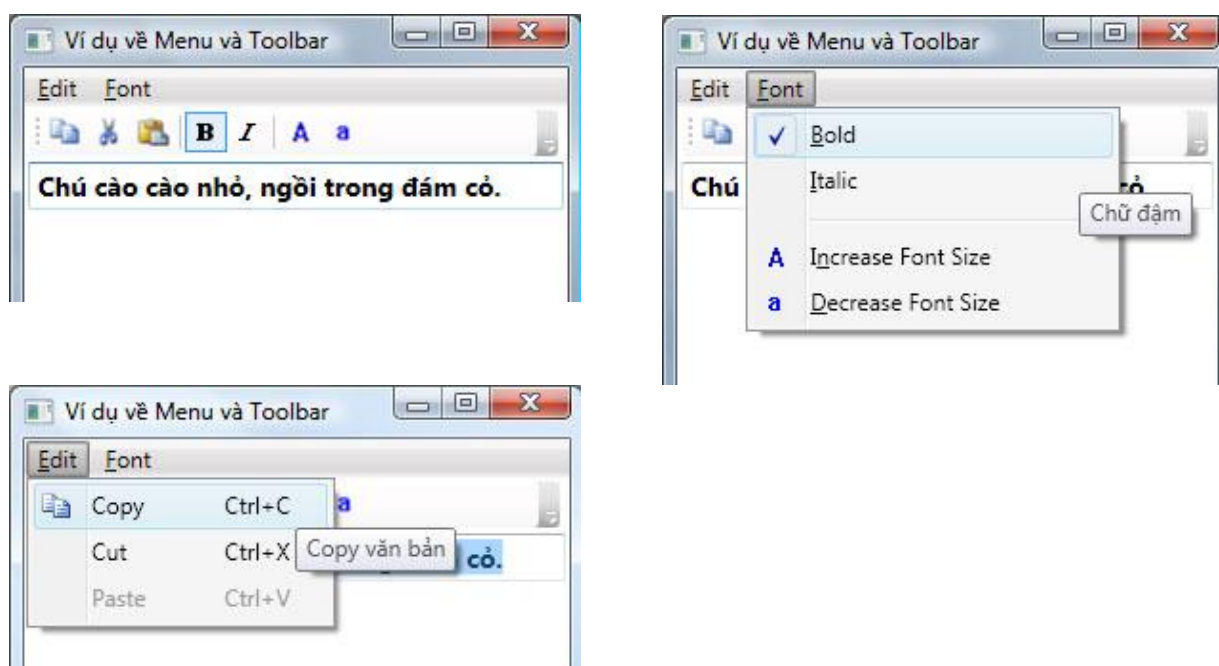 Ví dụ về Menu và Toolbar
Edit Font
B I A a
Chú cào cào nhỏ, ngồi trong đám cỏ.
Ví dụ về Menu và Toolbar
Edit Font
Bold
Chú
Italic
cỏ.
Chữ đậm
A Increase Font Size
a Decrease Font Size
Ví dụ về Menu và Toolbar
Edit Font
Copy Ctrl+C
a
Cut Ctrl+X
Copy văn bản
cỏ.
Paste Ctrl+V